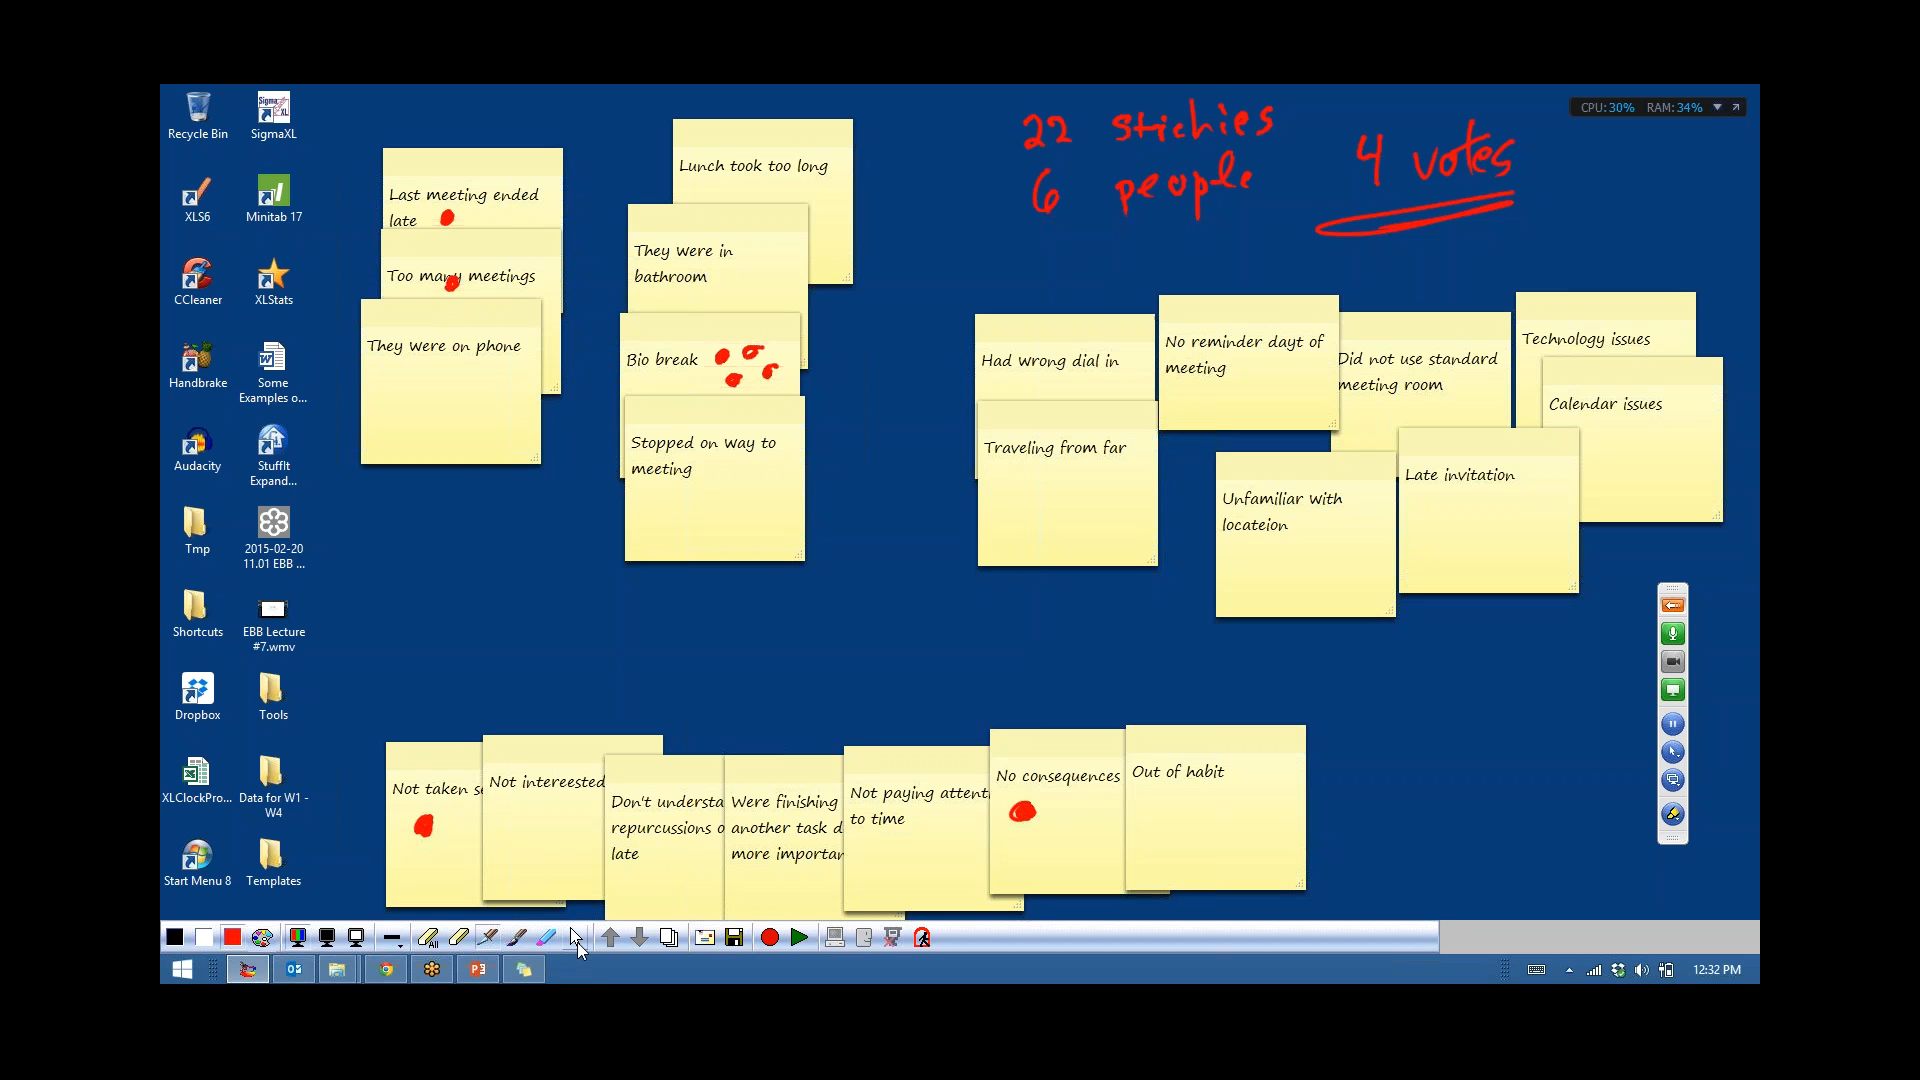 Recycle Bin
SigmaXL
XLS6
Minitab 17
CCleaner
XLStats
Handbrake
Some
Examples o...
Audacity
StuffIt
Expand...
Tmp
2015-02-20
11.01 EBB ...
Shortcuts
EBB Lecture
#7.wmv
Dropbox
Tools
XLClockPro...
Data for W1 -
W4
Start Menu 8
Templates
22 stichies
6 people
4 votes
CPU: 30% RAM: 34%
Last meeting ended
late
Too many meetings
They were on phone
Lunch took too long
They were in
bathroom
Bio break
Stopped on way to
meeting
Had wrong dial in
Traveling from far
No reminder dayt of
meeting
Did not use standard
meeting room
Technology issues
Calendar issues
Unfamiliar with
locateion
Late invitation
Not taken se
Not intereested
Don't understa
repurcussions o
late
Were finishing
another task d
more importan
Not paying attenti
to time
No consequences
Out of habit
All
12:32 PM